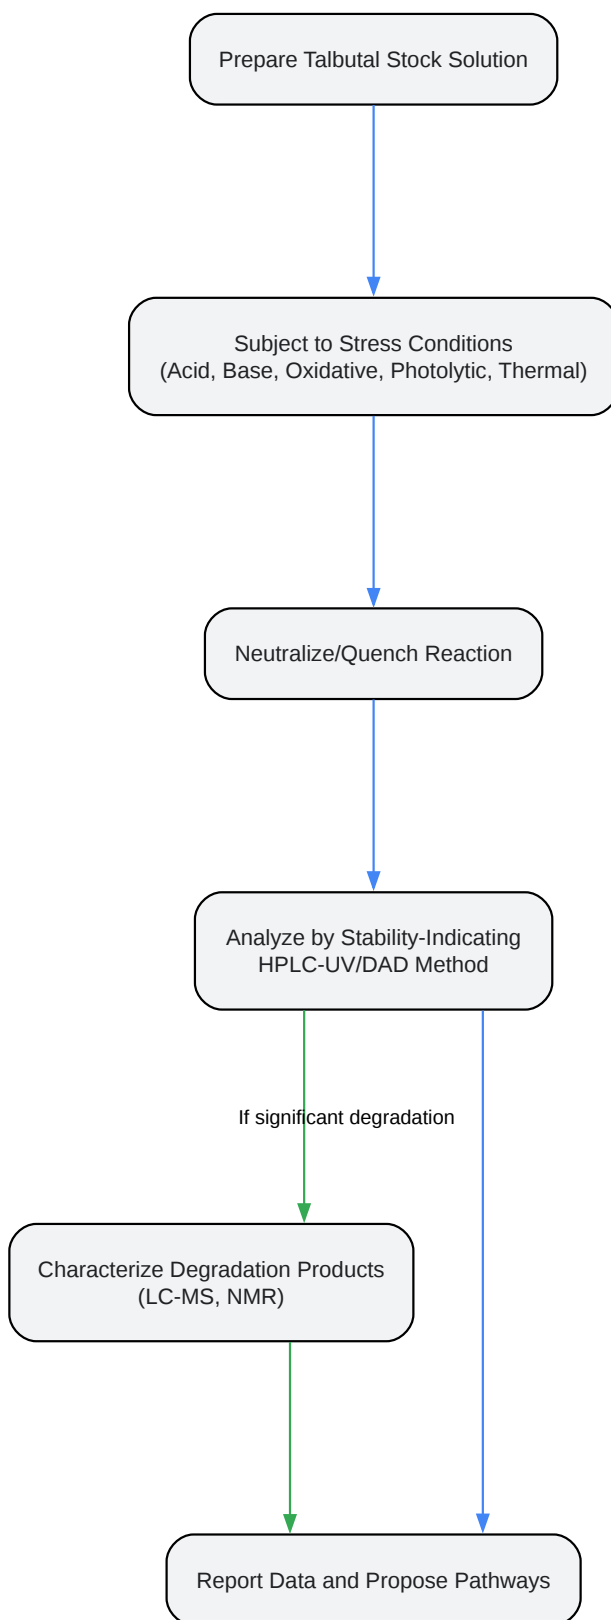 Prepare Talbutal Stock Solution
Subject to Stress Conditions
(Acid, Base, Oxidative, Photolytic, Thermal)
Neutralize/Quench Reaction
Analyze by Stability-Indicating
HPLC-UV/DAD Method
If significant degradation
Characterize Degradation Products
(LC-MS, NMR)
Report Data and Propose Pathways